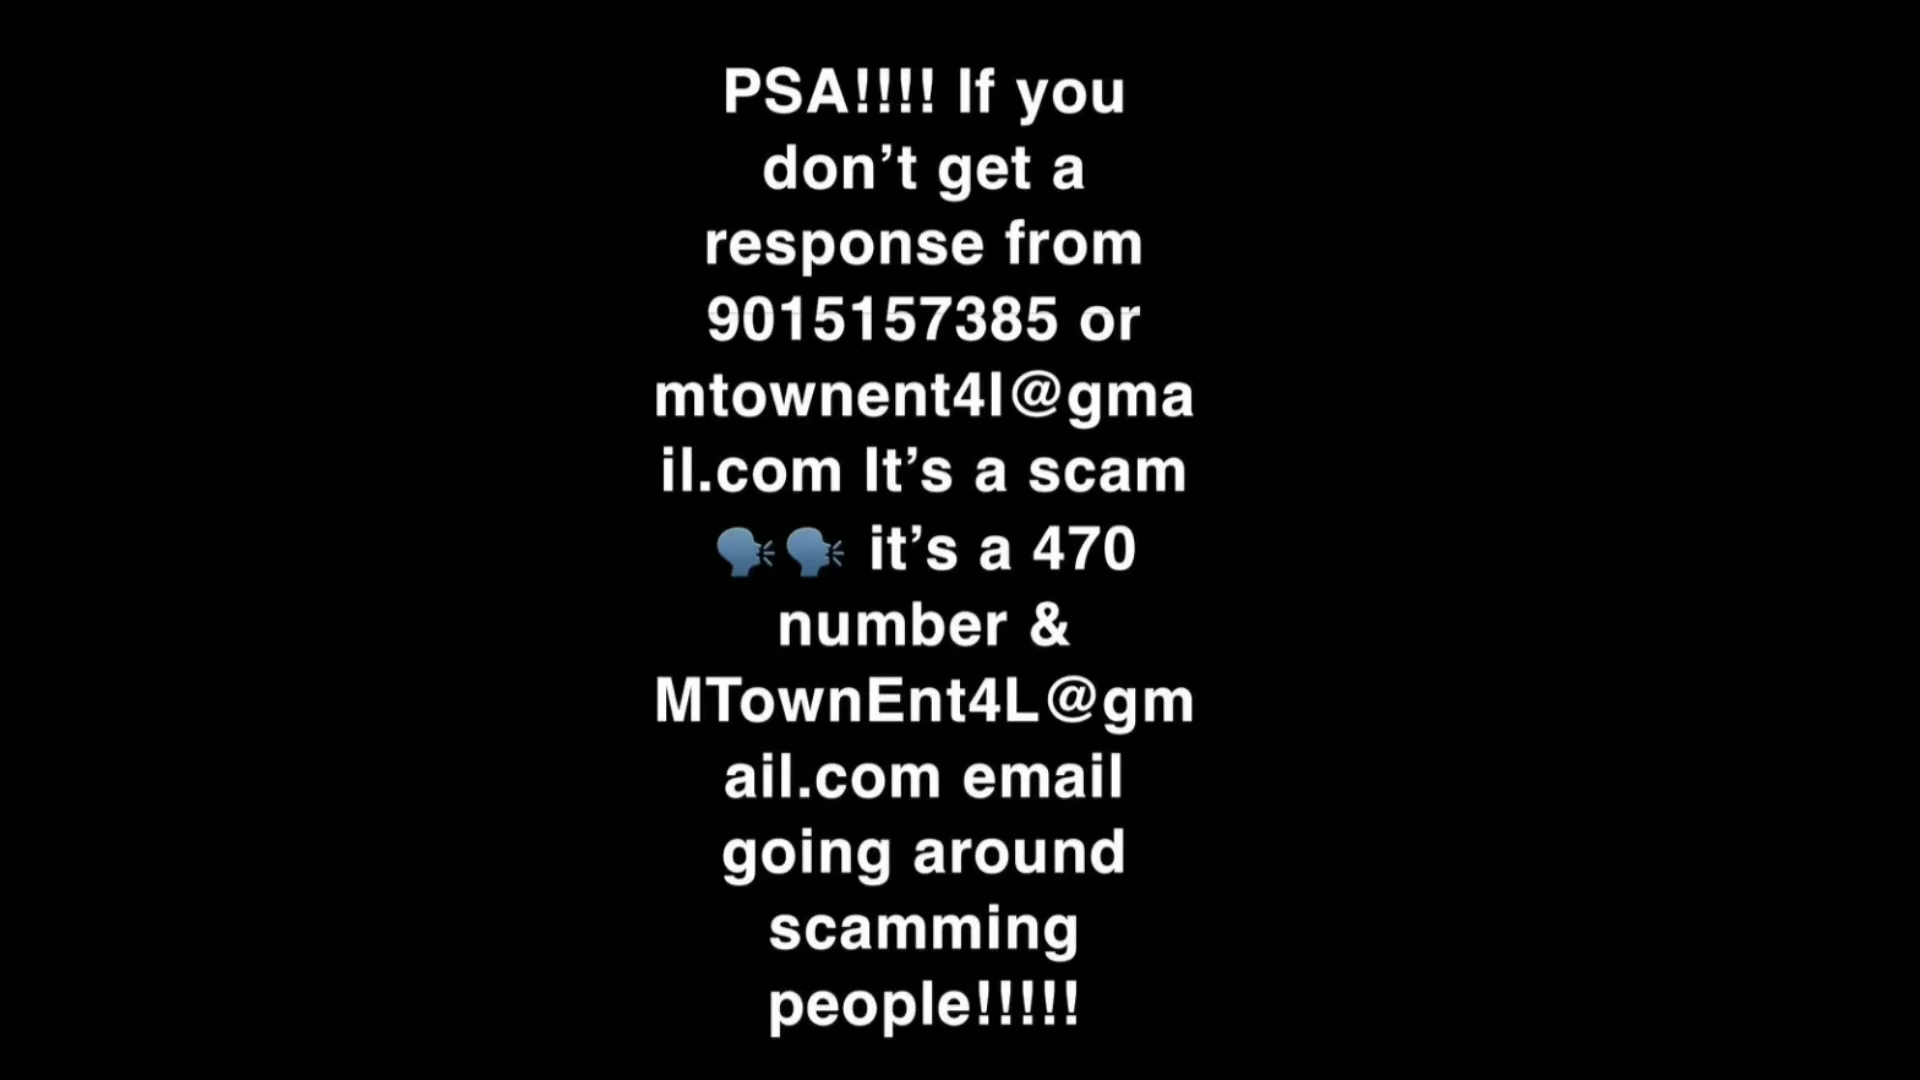 PSA!!!! If you
don’t get a
response from
9015157385 or
mtownent4l@gma
il.com It’s a scam
🗣️🗣️ it’s a 470
number &
MTownEnt4L@gm
ail.com email
going around
scamming
people!!!!!